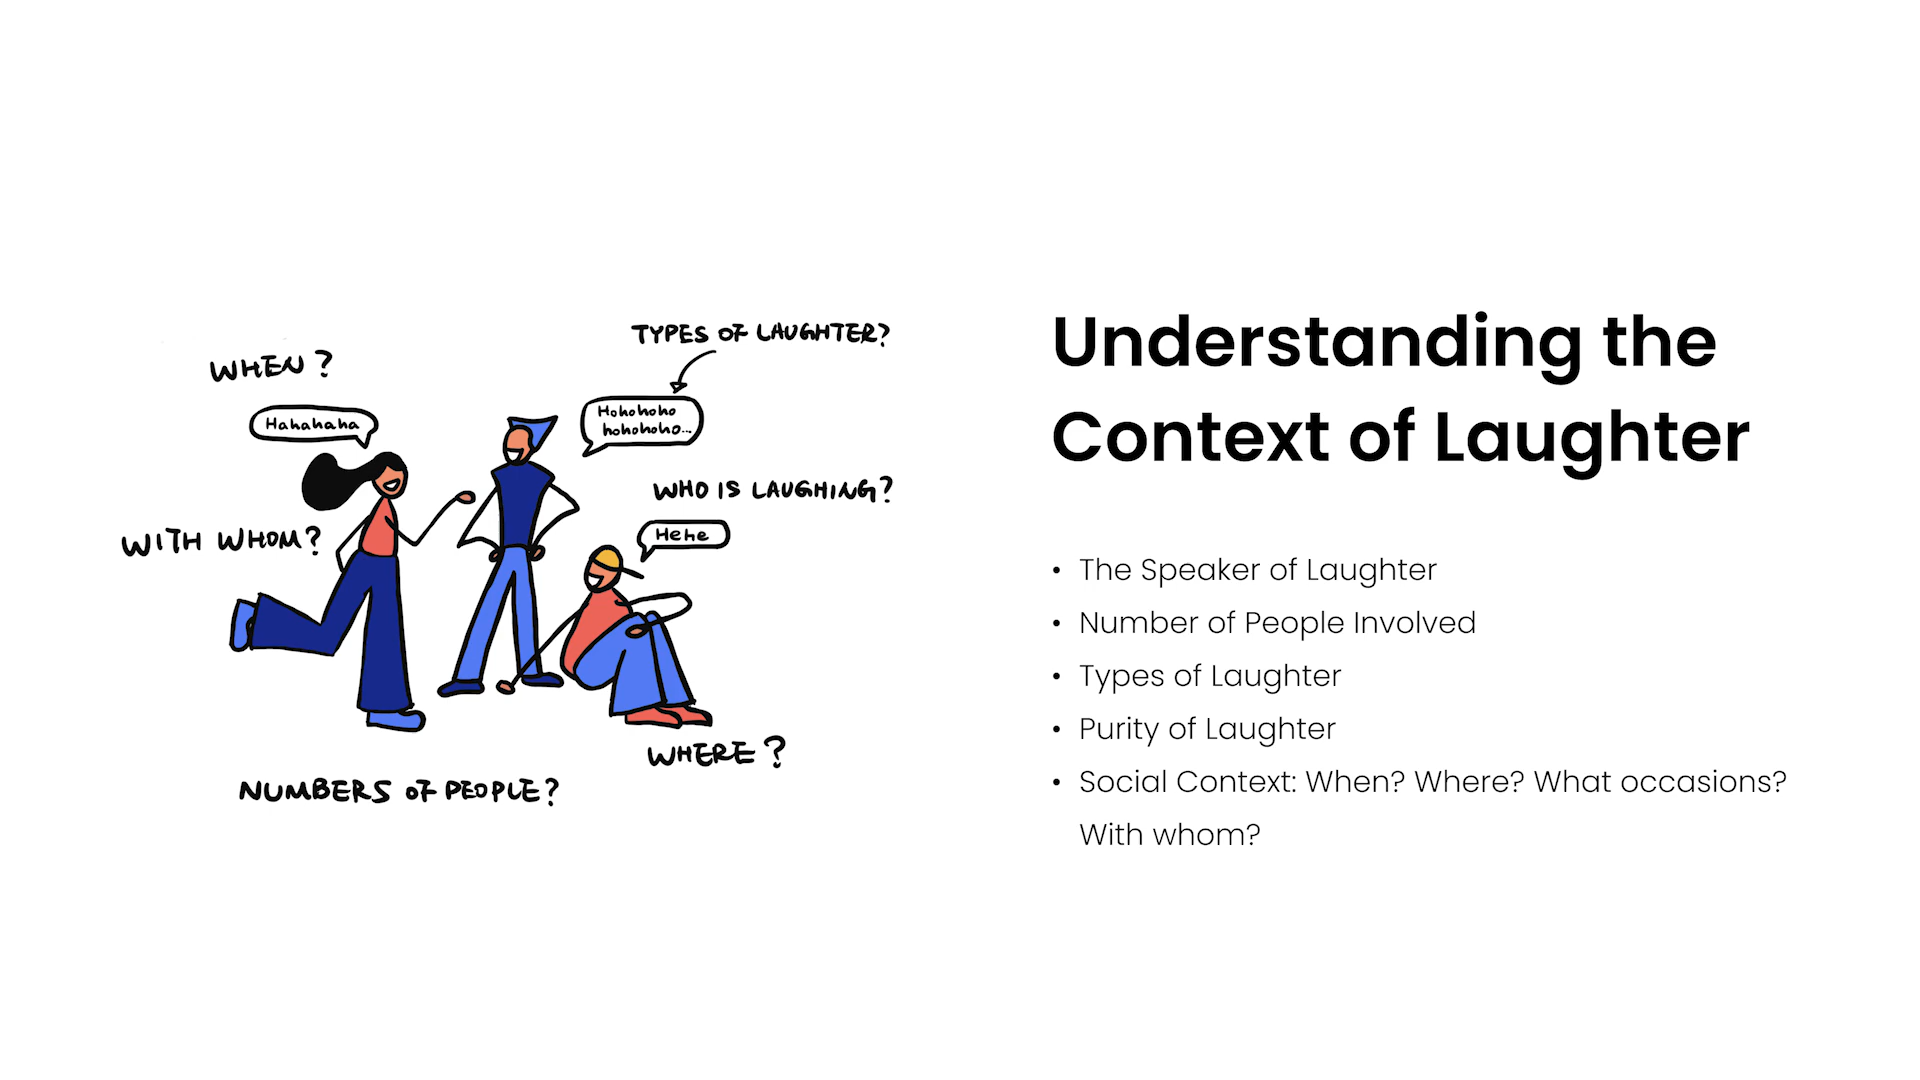 WHEN?
Hahahaha
WITH WHOM?
TYPES OF LAUGHTER?
Hohohoho
hohohoho...
WHO IS LAUGHING?
Hehe
WHERE?
NUMBERS OF PEOPLE?
Understanding the
Context of Laughter
• The Speaker of Laughter
• Number of People Involved
• Types of Laughter
• Purity of Laughter
• Social Context: When? Where? What occasions?
With whom?